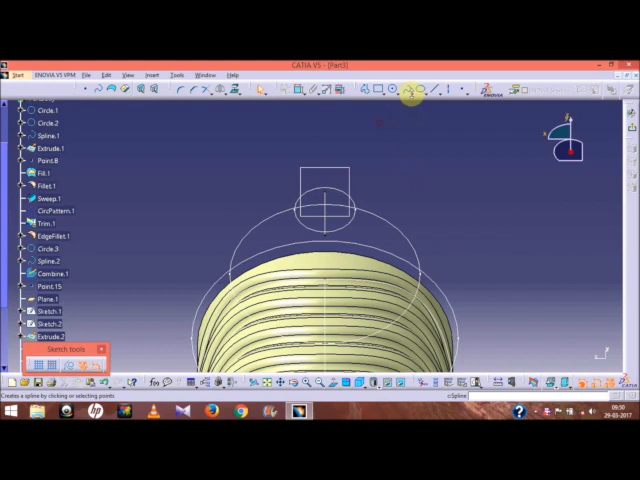 CATIA V5 - [Part3]
Start ENOVIA V5 VPM File Edit View Insert Tools Window Help
ENOVIA
Circle.1
Circle.2
Spline.1
Extrude.1
Point.8
Fill.1
Fillet.1
Sweep.1
CircPattern.1
Trim.1
EdgeFillet.1
Circle.3
Spline.2
Combine.1
Point.15
Plane.1
Sketch.1
Sketch.2
Extrude.2
Sketch tools
f(x)
CATIA
Creates a spline by clicking or selecting points c:Spline
hp
09:50
29-03-2017